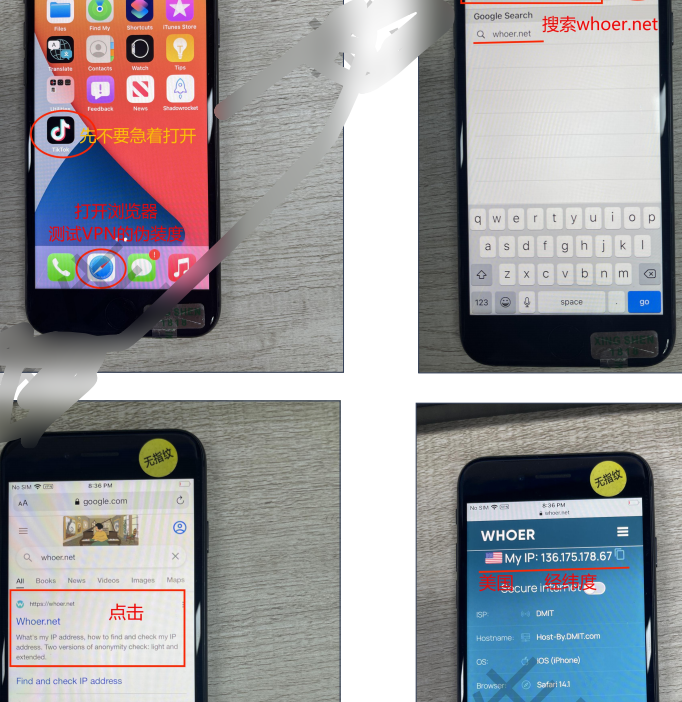 Files
Find My
Shortcuts
iTunes Store
Translate
Contacts
Watch
Tips
Utilities
Feedback
News
Shadowrocket
TikTok
先不要急着打开
打开浏览器
测试VPN的伪装度
Google Search
搜索whoer.net
whoer.net
q w e r t y u i o p
a s d f g h j k l
z x c v b n m
123
space
.
go
无指纹
No SIM
8:36 PM
AA
google.com
whoer.net
All
Books
News
Videos
Images
Maps
https://whoer.net
点击
Whoer.net
What's my IP address, how to find and check my IP
address. Two versions of anonymity check: light and
extended.
Find and check IP address
无指纹
No SIM
8:36 PM
whoer.net
WHOER
My IP: 136.175.178.67
美国
经纬度
Secure internet
ISP:
DMIT
Hostname:
Host-By.DMIT.com
OS:
iOS (iPhone)
Browser:
Safari 14.1